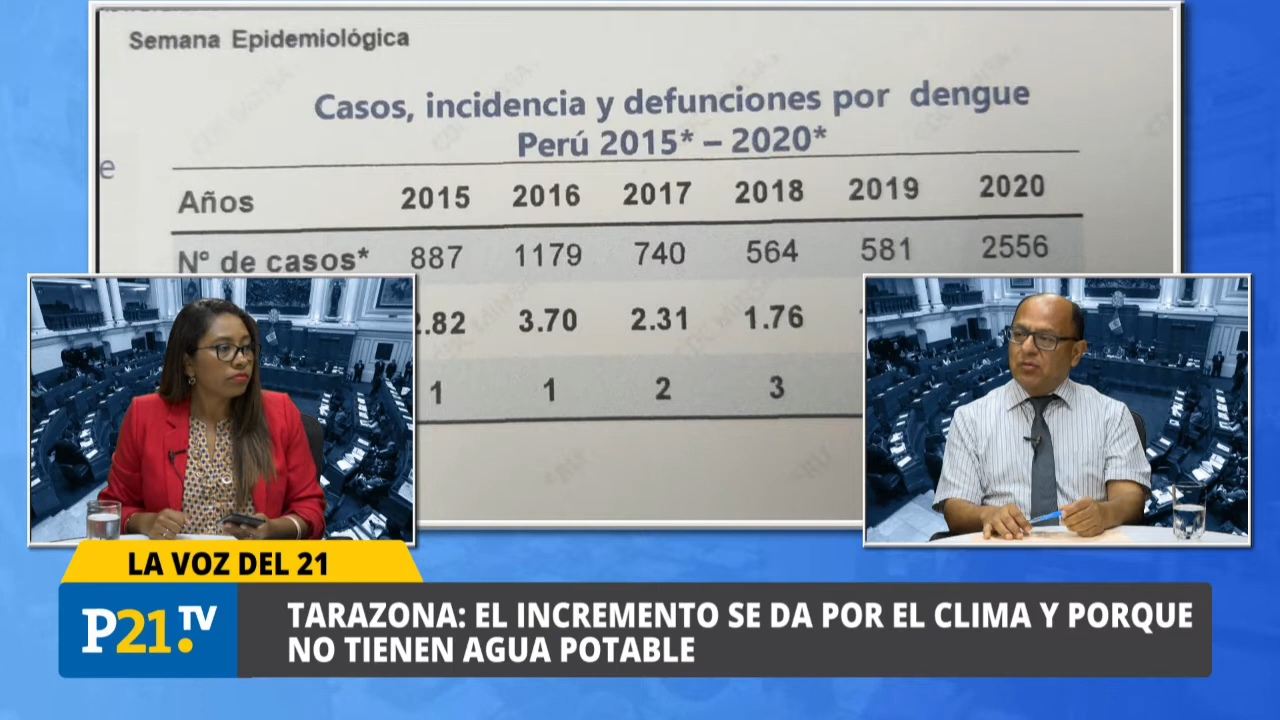 Semana Epidemiológica
Casos, incidencia y defunciones por dengue
Perú 2015* – 2020*
e
Años 2015 2016 2017 2018 2019 2020
Nº de casos* 887 1179 740 564 581 2556
.82 3.70 2.31 1.76
1 1 2 3
LA VOZ DEL 21
P21.TV
TARAZONA: EL INCREMENTO SE DA POR EL CLIMA Y PORQUE
NO TIENEN AGUA POTABLE